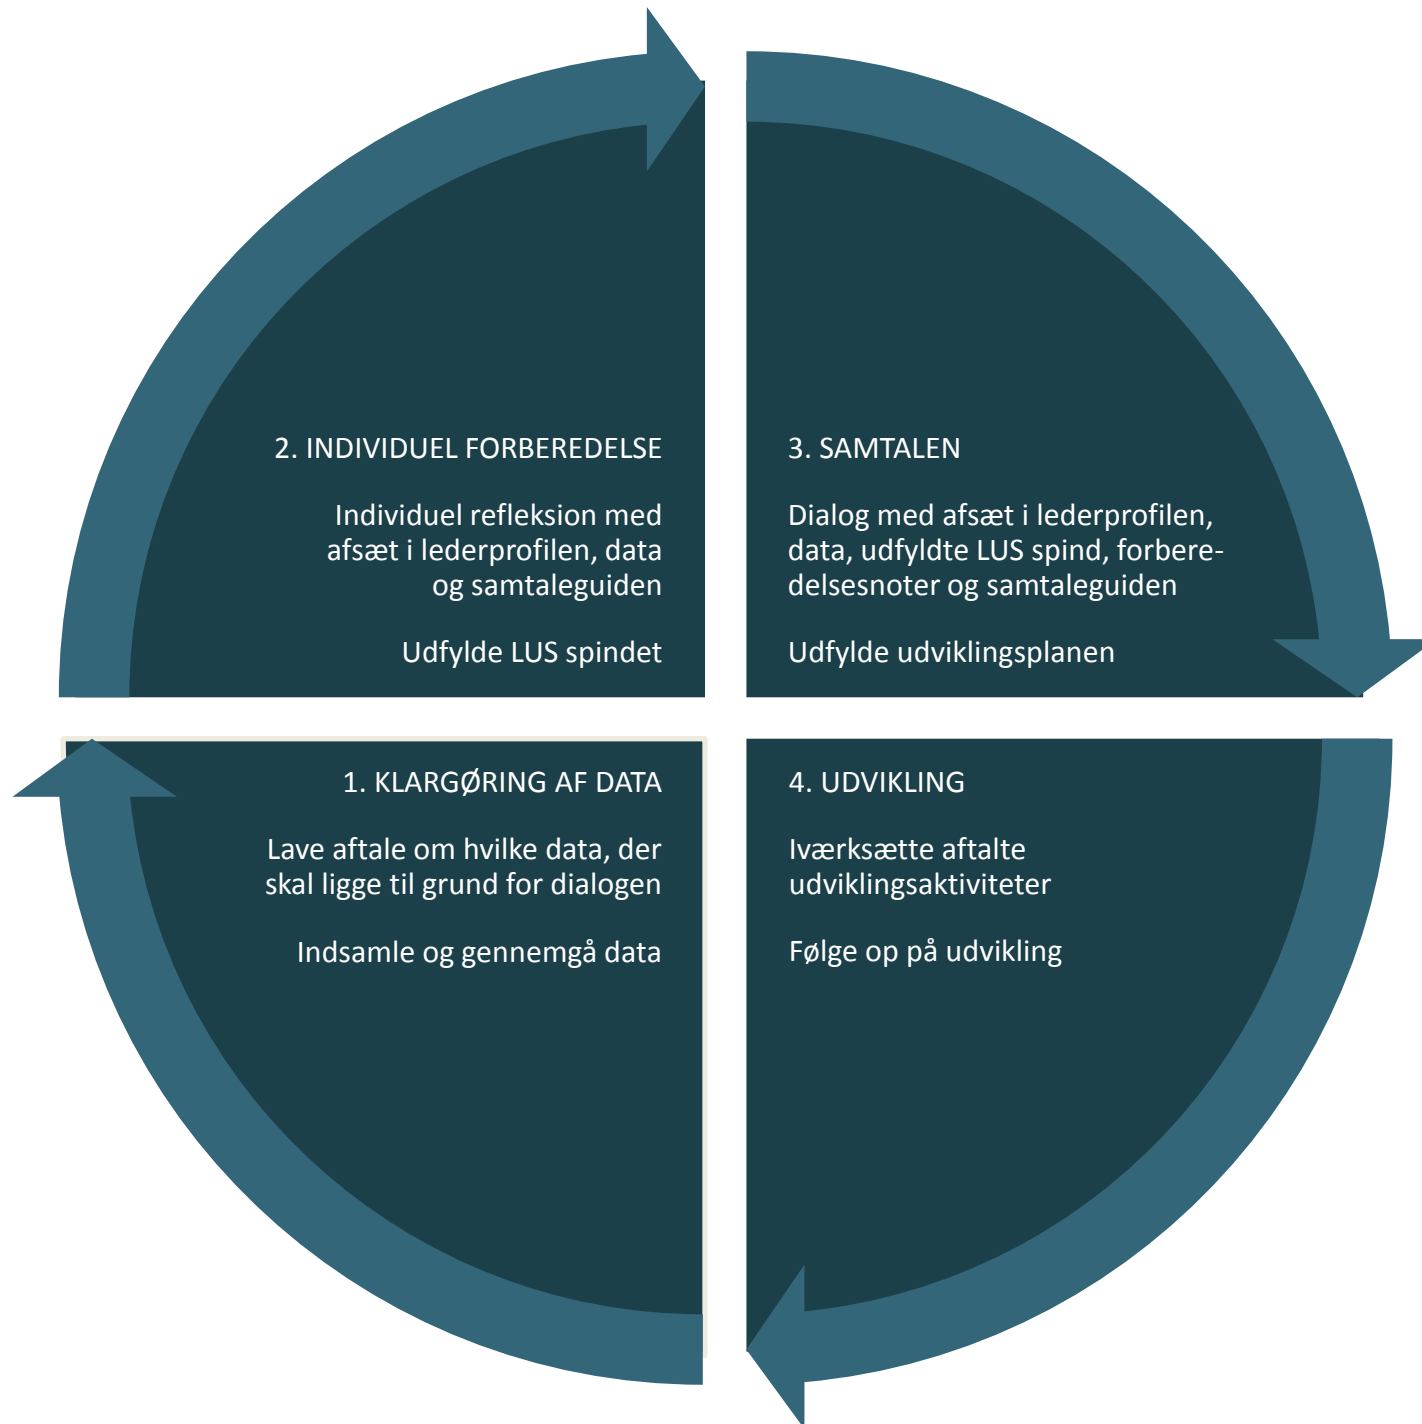 2. INDIVIDUEL FORBEREDELSE
Individuel refleksion med
afsæt i lederprofilen, data
og samtaleguiden
Udfylde LUS spindet
3. SAMTALEN
Dialog med afsæt i lederprofilen,
data, udfyldte LUS spind, forbere-
delsesnoter og samtaleguiden
Udfylde udviklingsplanen
1. KLARGØRING AF DATA
Lave aftale om hvilke data, der
skal ligge til grund for dialogen
Indsamle og gennemgå data
4. UDVIKLING
Iværksætte aftalte
udviklingsaktiviteter
Følge op på udvikling